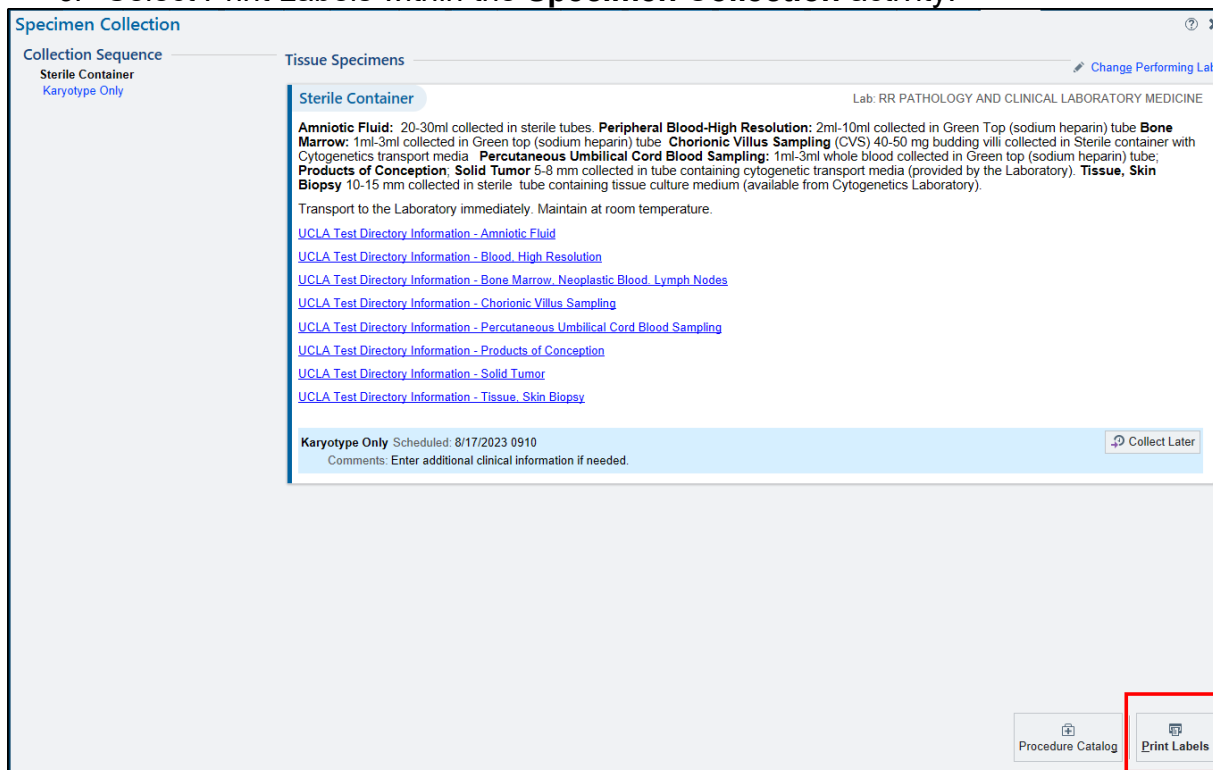 Select Print Labels within the Specimen Collection activity.
Specimen Collection
Collection Sequence
Sterile Container
Karyotype Only
Tissue Specimens
Change Performing Lab
Sterile Container
Lab: RR PATHOLOGY AND CLINICAL LABORATORY MEDICINE
Amniotic Fluid: 20-30ml collected in sterile tubes. Peripheral Blood-High Resolution: 2ml-10ml collected in Green Top (sodium heparin) tube Bone
Marrow: 1ml-3ml collected in Green top (sodium heparin) tube Chorionic Villus Sampling (CVS) 40-50 mg budding villi collected in Sterile container with
Cytogenetics transport media Percutaneous Umbilical Cord Blood Sampling: 1ml-3ml whole blood collected in Green top (sodium heparin) tube;
Products of Conception; Solid Tumor 5-8 mm collected in tube containing cytogenetic transport media (provided by the Laboratory). Tissue, Skin
Biopsy 10-15 mm collected in sterile tube containing tissue culture medium (available from Cytogenetics Laboratory).
Transport to the Laboratory immediately. Maintain at room temperature.
UCLA Test Directory Information - Amniotic Fluid
UCLA Test Directory Information - Blood, High Resolution
UCLA Test Directory Information - Bone Marrow, Neoplastic Blood. Lymph Nodes
UCLA Test Directory Information - Chorionic Villus Sampling
UCLA Test Directory Information - Percutaneous Umbilical Cord Blood Sampling
UCLA Test Directory Information - Products of Conception
UCLA Test Directory Information - Solid Tumor
UCLA Test Directory Information - Tissue, Skin Biopsy
Karyotype Only Scheduled: 8/17/2023 0910
Collect Later
Comments: Enter additional clinical information if needed.
Procedure Catalog
Print Labels